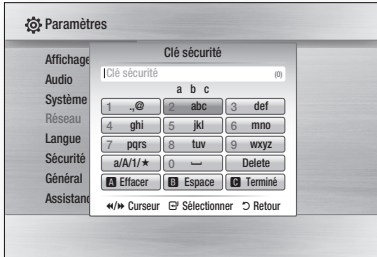 Paramètres
Affichage
Audio
Système
Réseau
Langue
Sécurité
Général
Assistanc
Clé sécurité
Clé sécurité (0)
a b c
1 .,@ 2 abc 3 def
4 ghi 5 jkl 6 mno
7 pqrs 8 tuv 9 wxyz
a/A/1/★ 0 Delete
A Effacer B Espace C Terminé
◀◀/▶▶ Curseur Sélectionner Retour